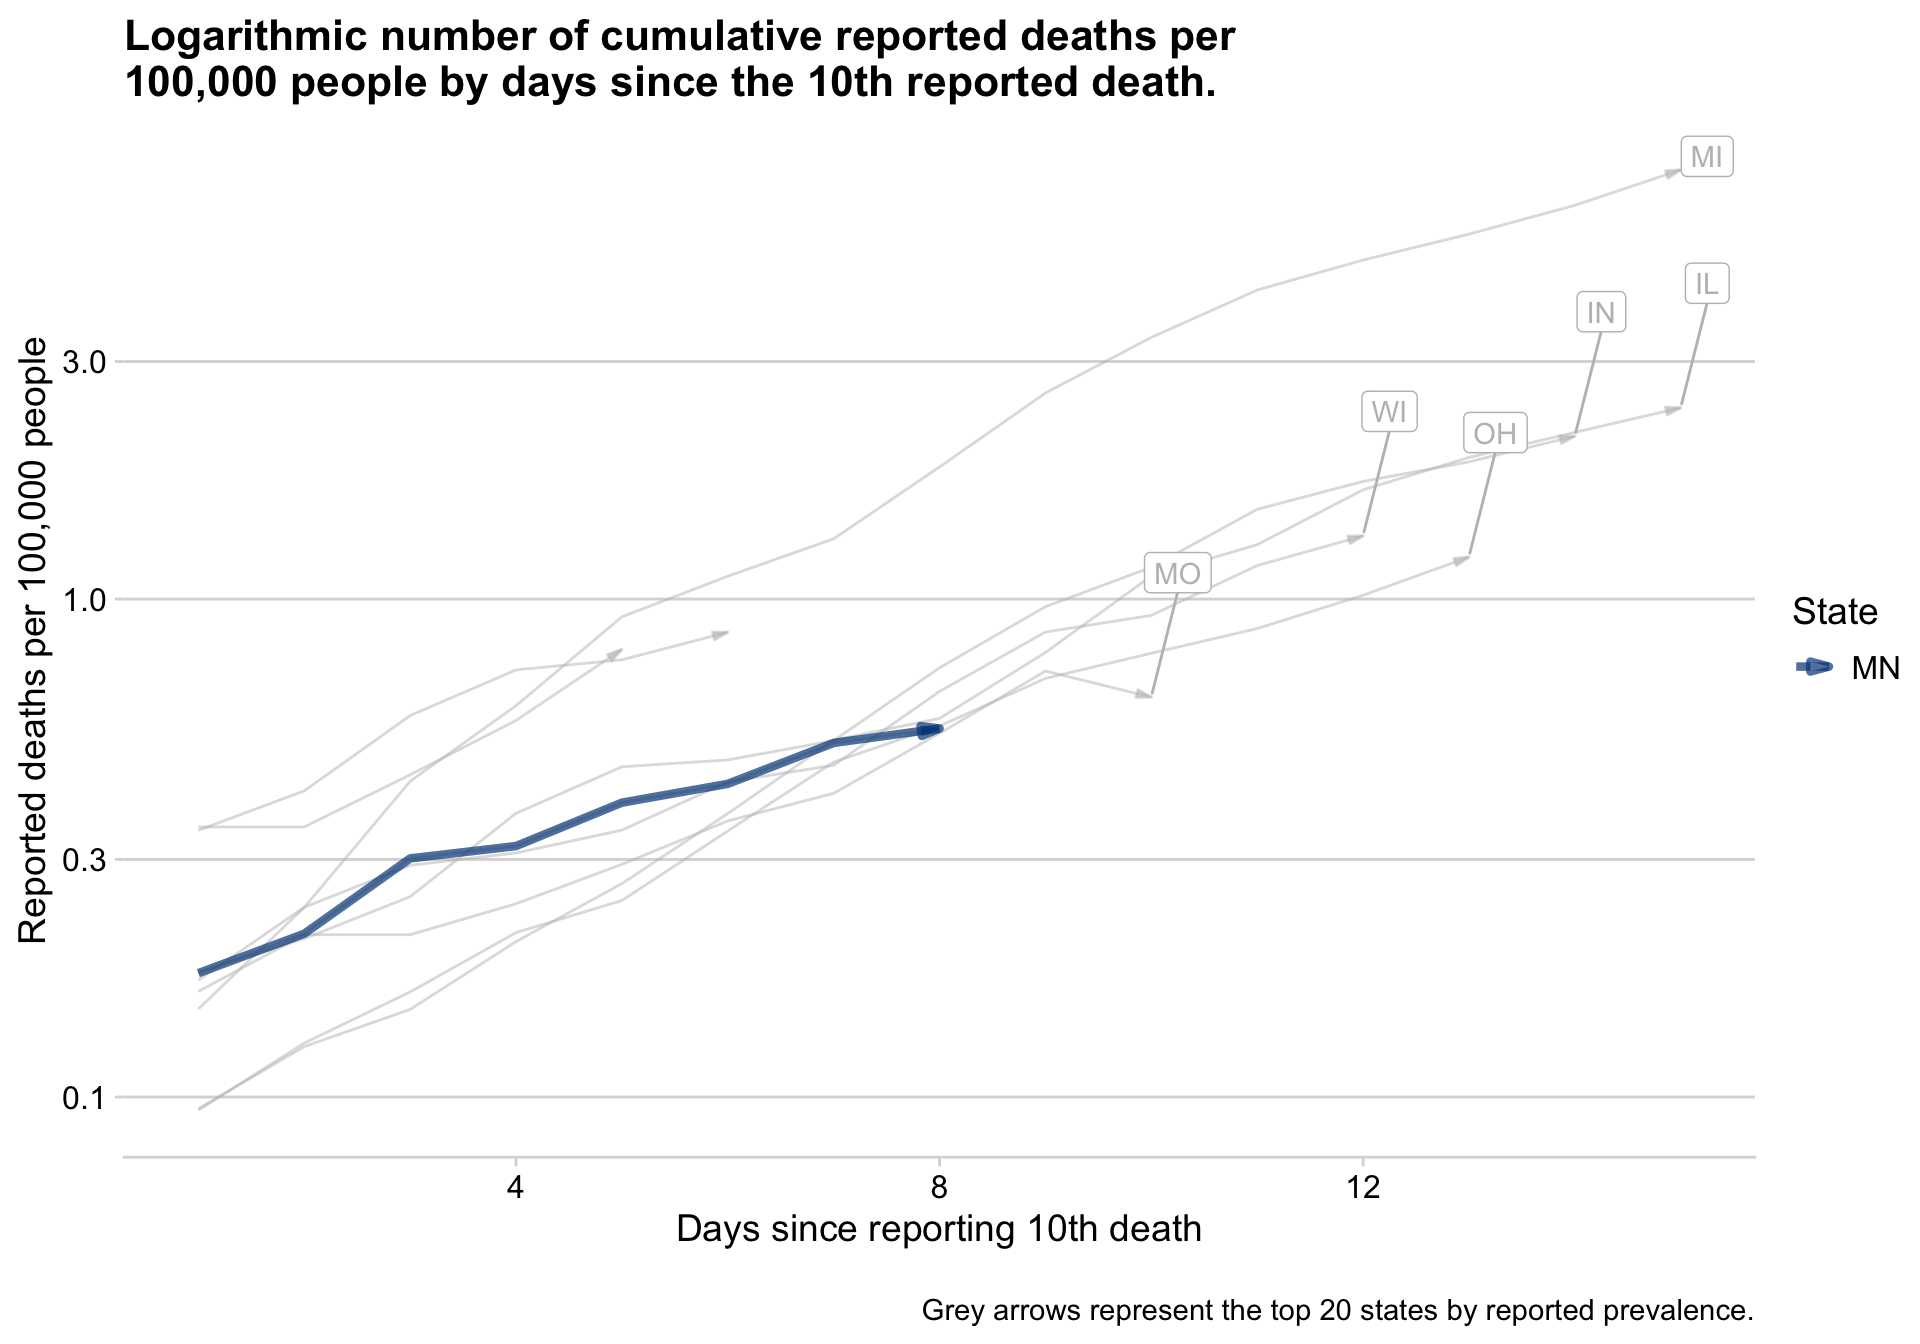 Logarithmic number of cumulative reported deaths per
100,000 people by days since the 10th reported death.
MI
IL
IN
WI
OH
MO
Reported deaths per 100,000 people
3.0
1.0
0.3
0.1
State
MN
4
8
12
Days since reporting 10th death
Grey arrows represent the top 20 states by reported prevalence.